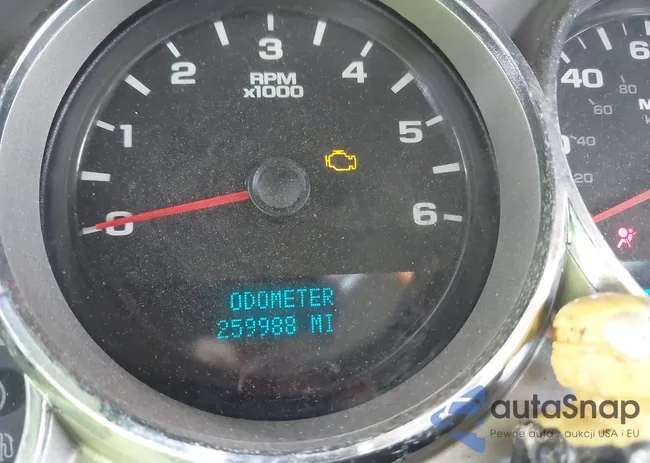 0 1 2 3 4 5 6
RPM
x1000
ODOMETER
259988 MI
40
60
80
40
20
autaSnap
Pewne auta z aukcji USA i EU